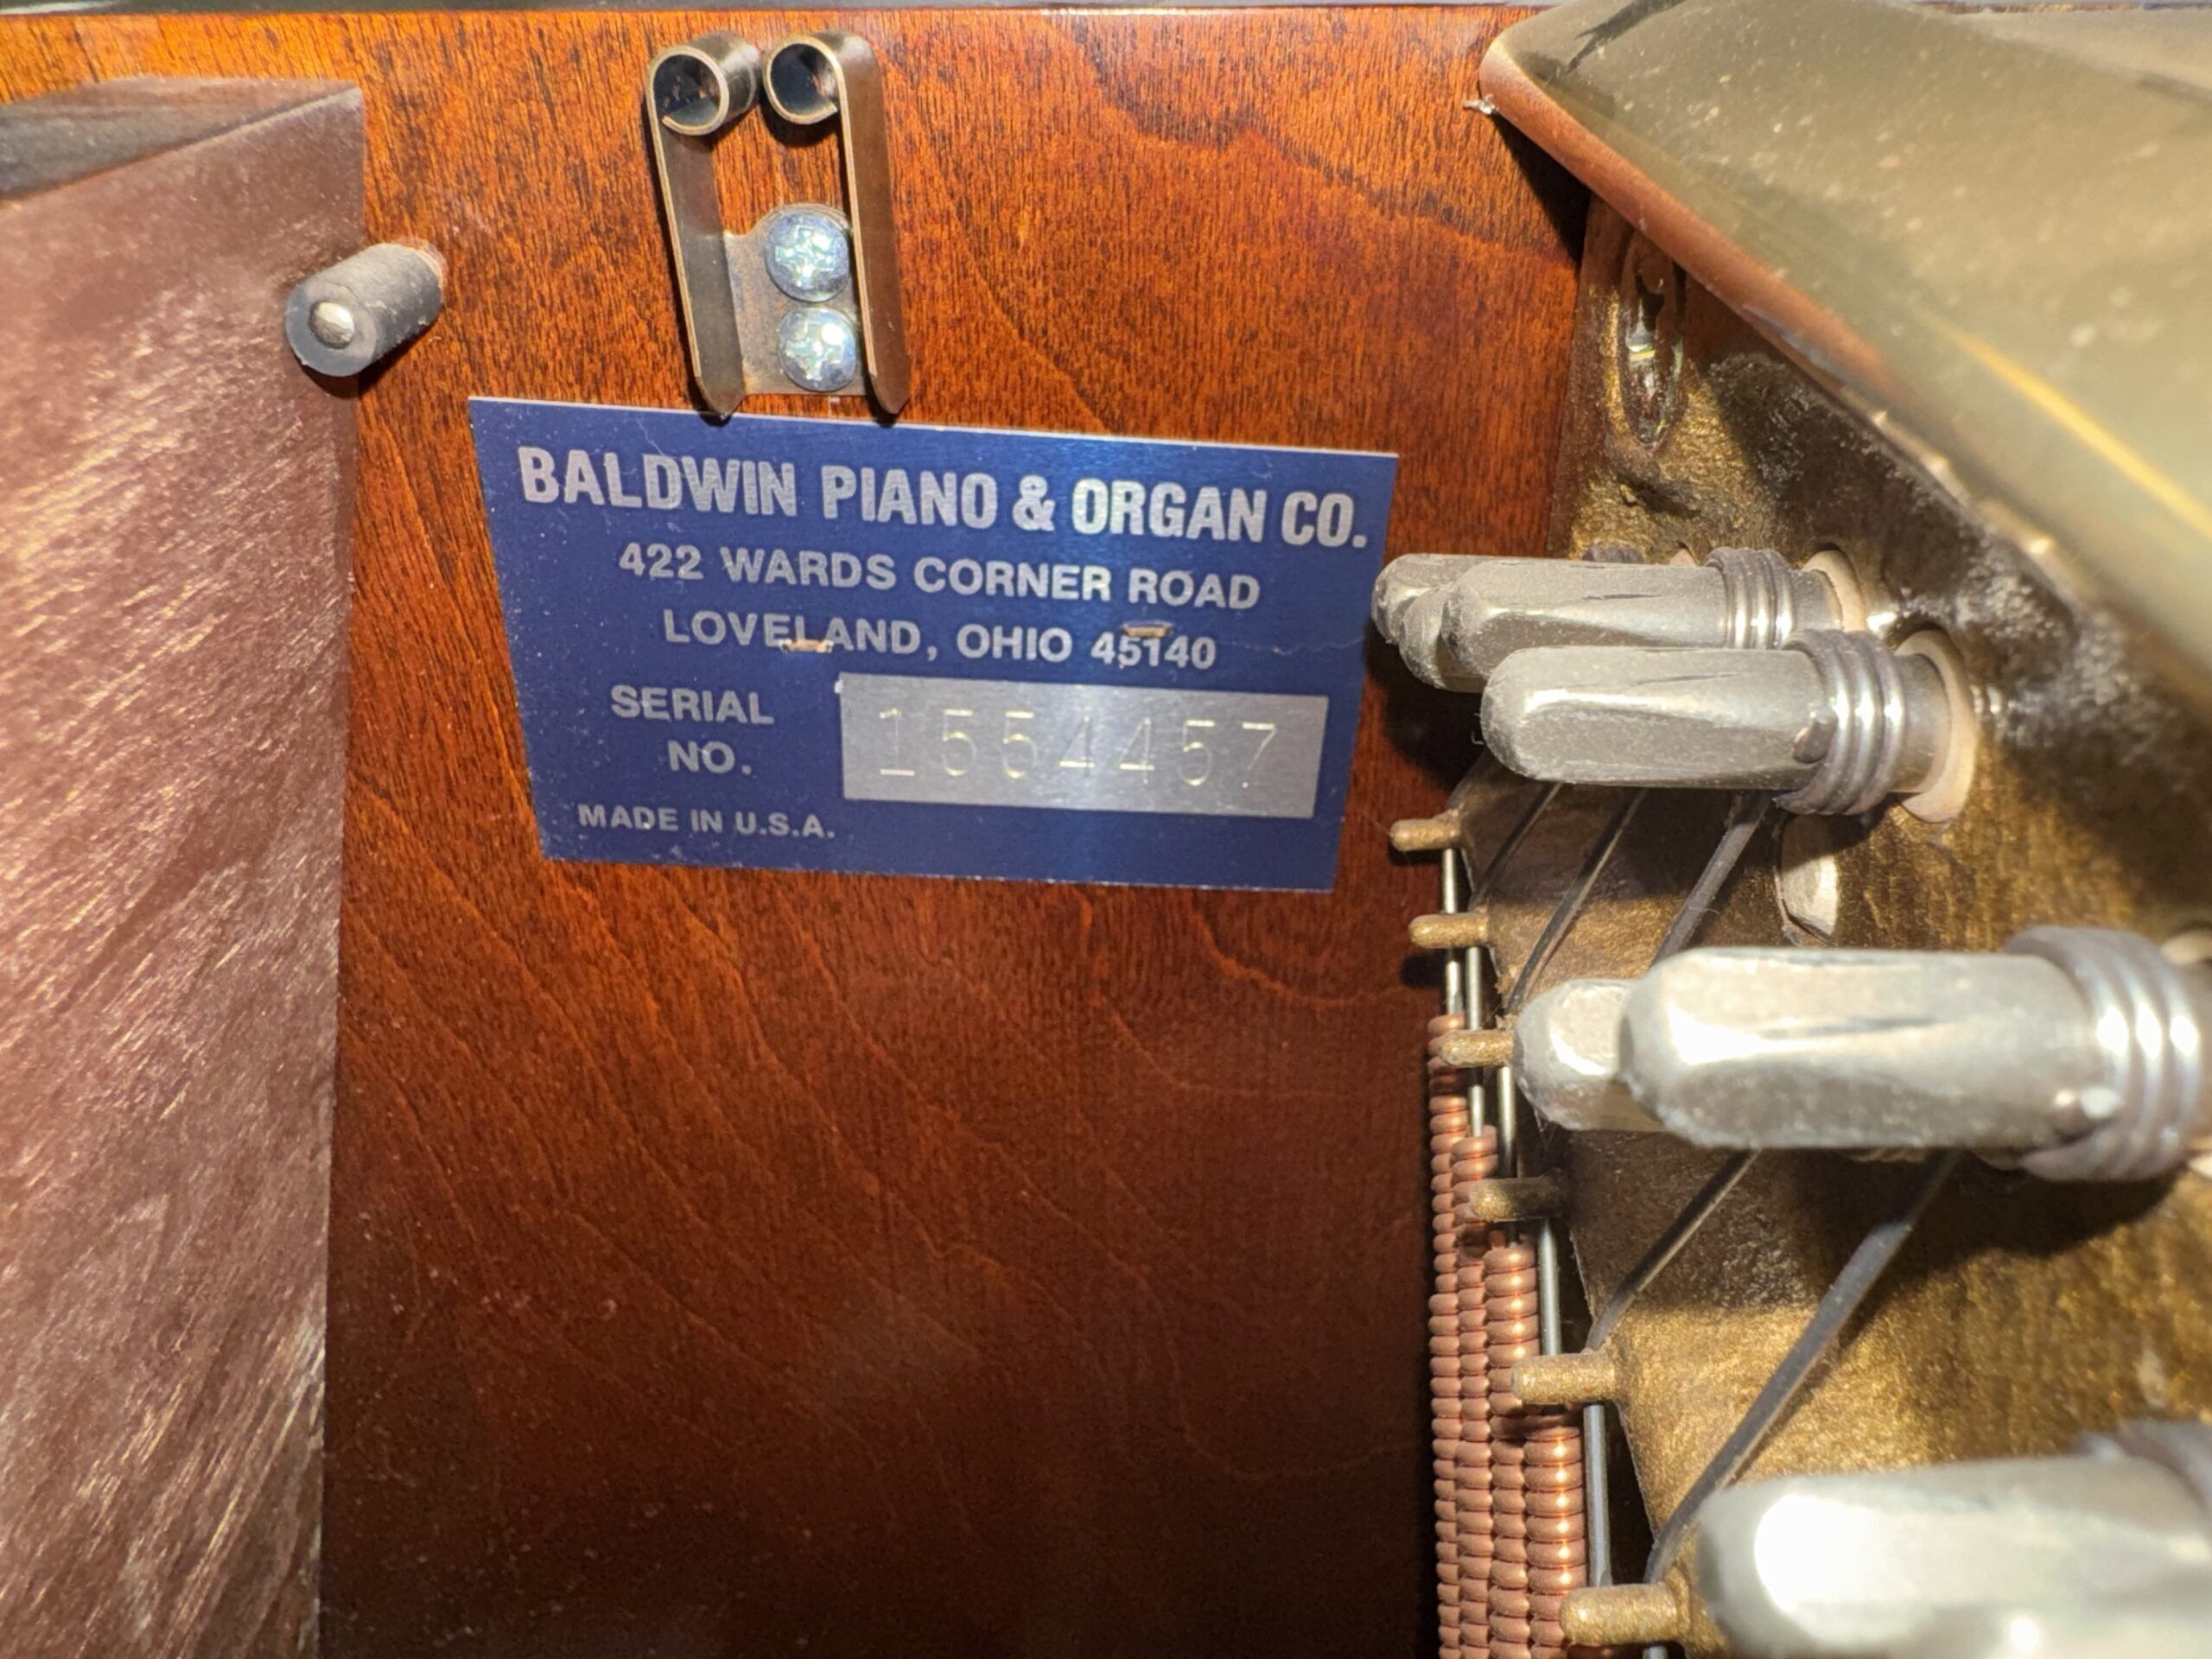 BALDWIN PIANO & ORGAN CO.
422 WARDS CORNER ROAD
LOVELAND, OHIO 45140
SERIAL NO. 1554457
MADE IN U.S.A.